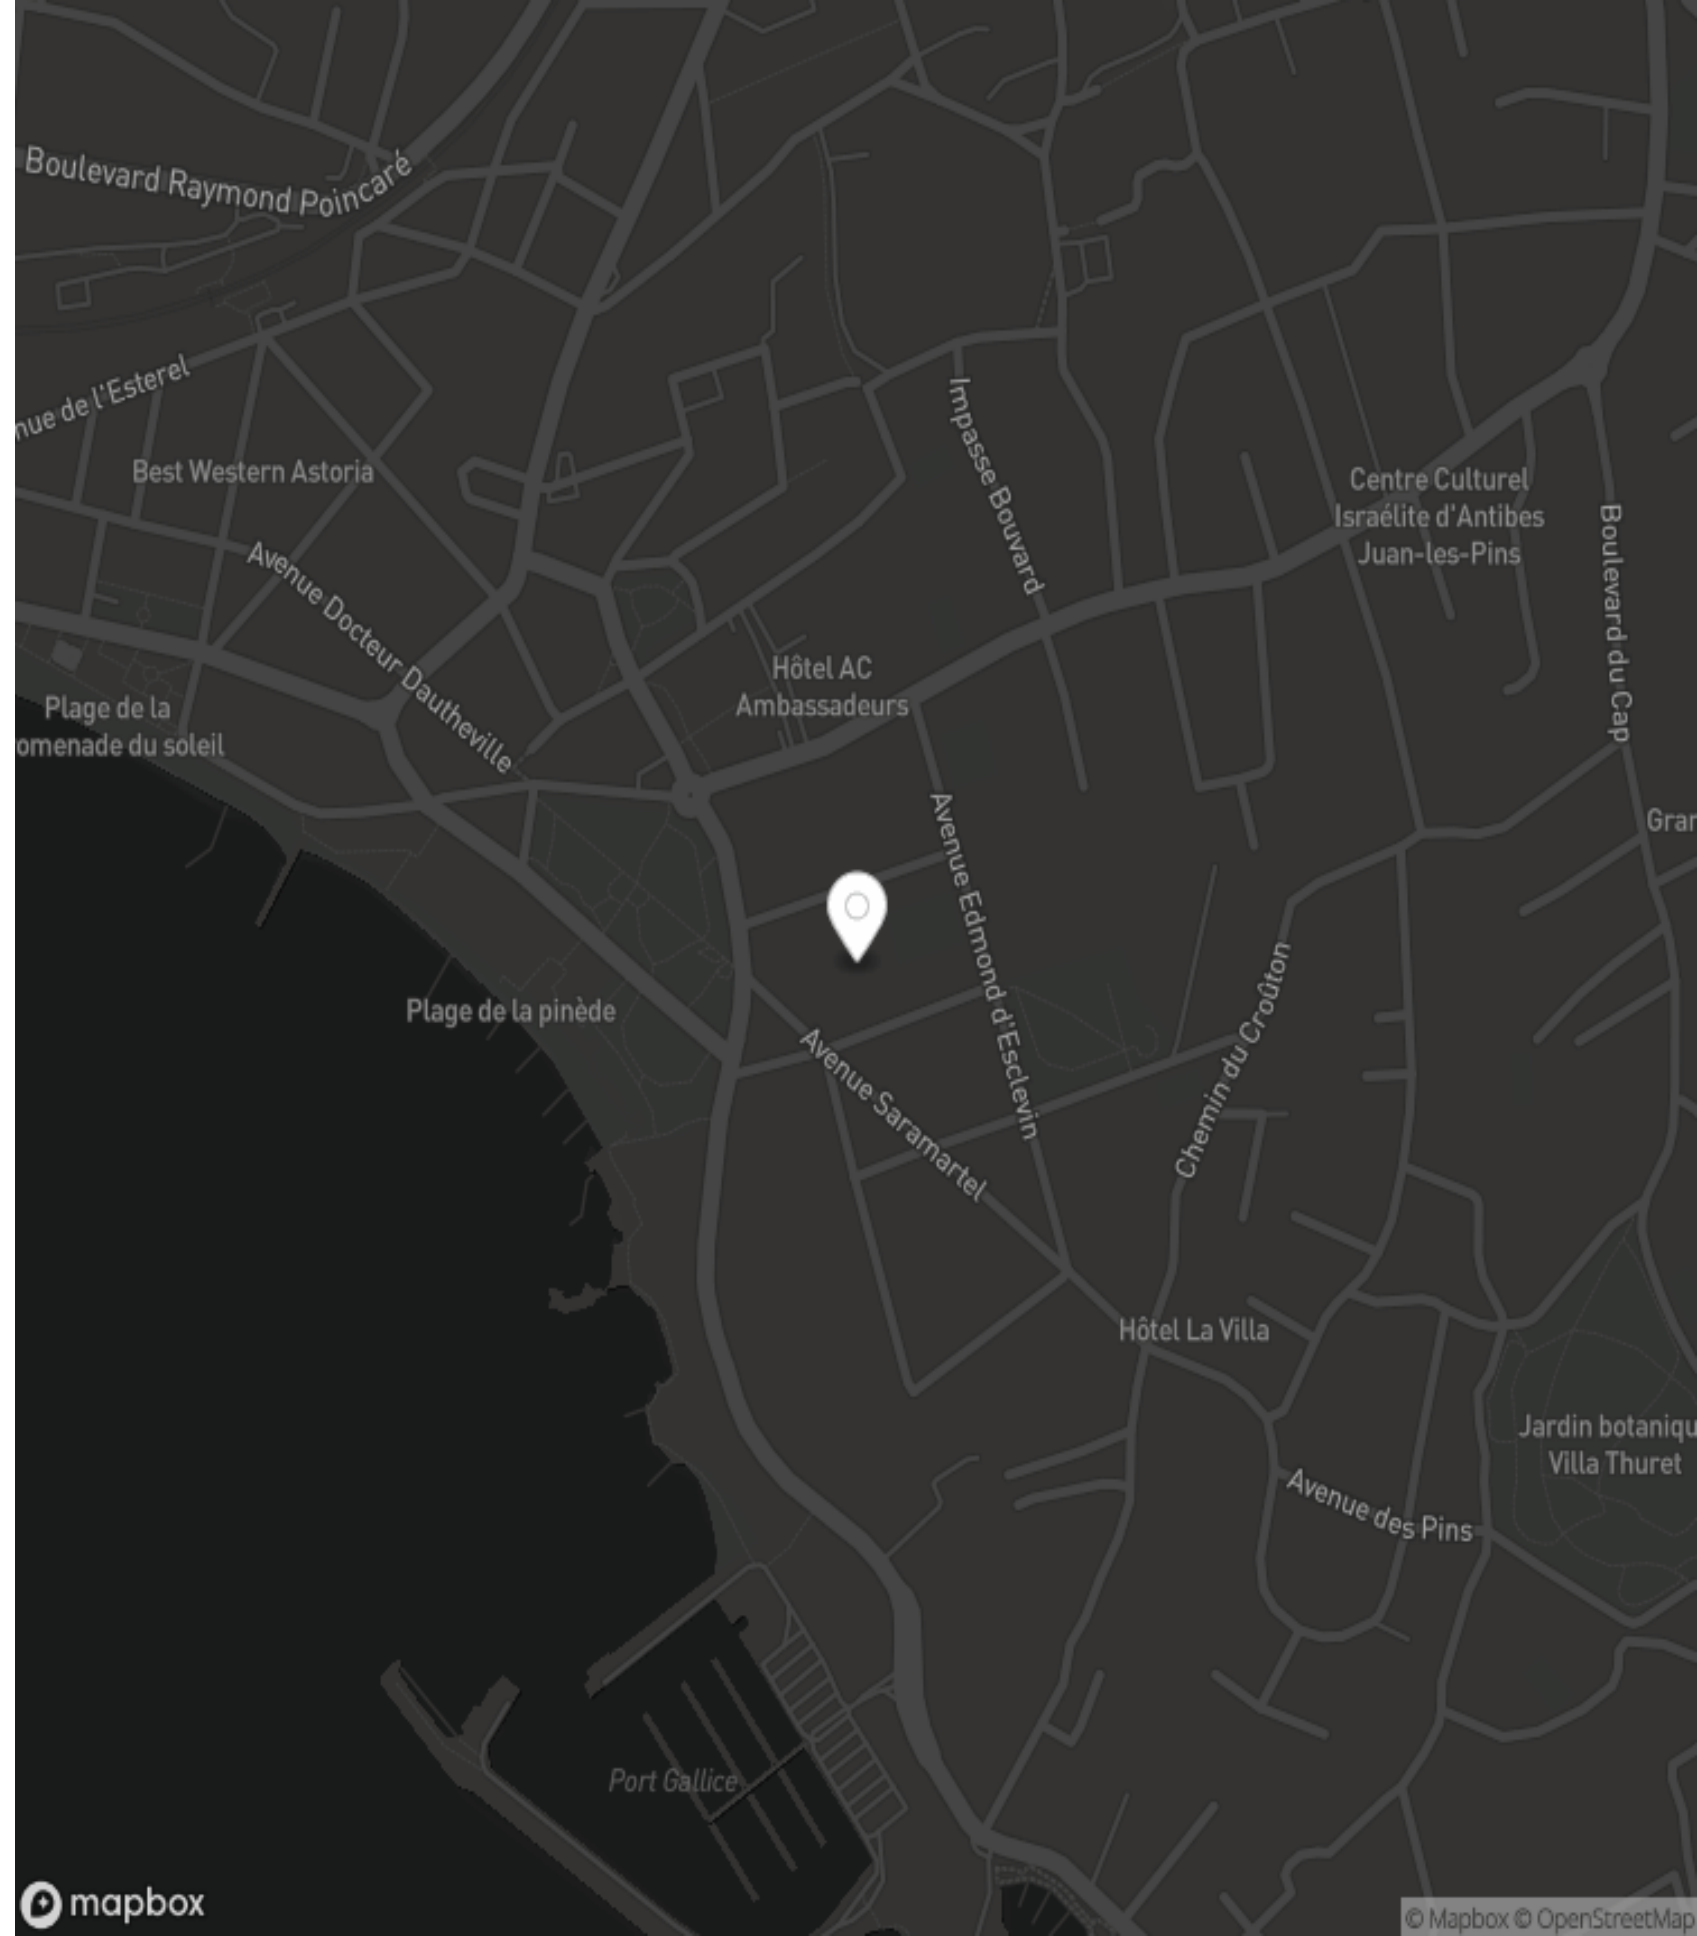 Boulevard Raymond Poincaré
nue de l'Esterel
Best Western Astoria
Impasse Bouvard
Centre Culturel
Israélite d'Antibes
Juan-les-Pins
Boulevard du Cap
Avenue Docteur Dautheville
Hôtel AC
Ambassadeurs
Plage de la
omenade du soleil
Avenue Edmond d'Esclevin
Gran
Plage de la pinède
Avenue Saramartel
Chemin du Croûton
Hôtel La Villa
Jardin botaniqu
Villa Thuret
Avenue des Pins
Port Gallice
mapbox
© Mapbox © OpenStreetMap